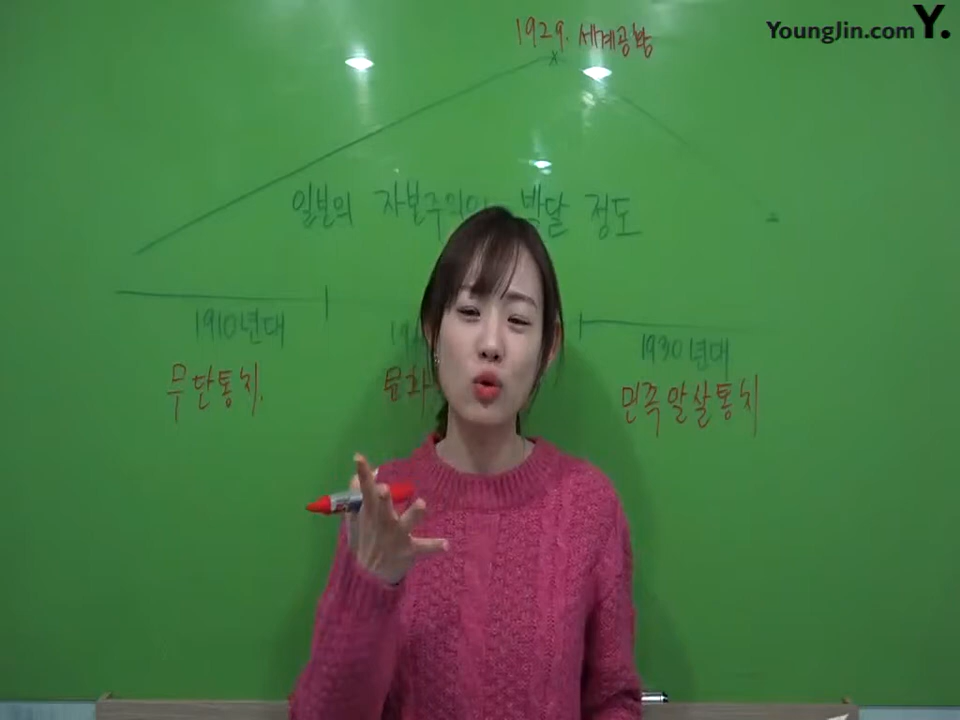 YoungJin.com Y.
1929. 세계공황
일본의 자본주의의 발달 정도
1910년대
1930년대
무단통치.
문화
민족말살통치